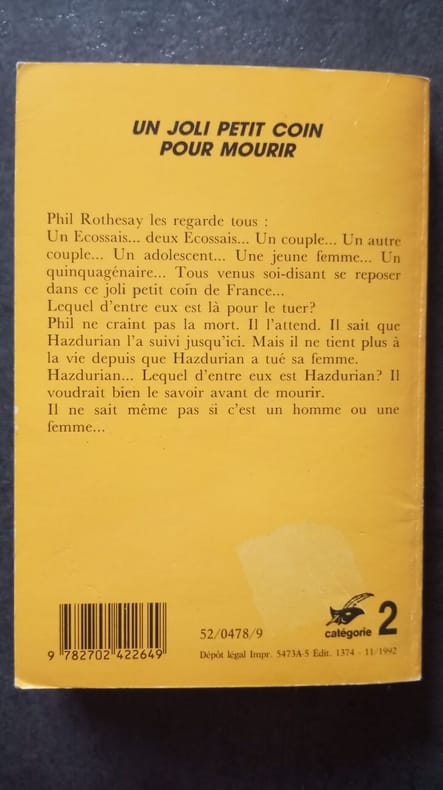 UN JOLI PETIT COIN
POUR MOURIR
Phil Rothesay les regarde tous :
Un Ecossais... deux Ecossais... Un couple... Un autre
couple... Un adolescent... Une jeune femme... Un
quinquagénaire... Tous venus soi-disant se reposer
dans ce joli petit coin de France...
Lequel d'entre eux est là pour le tuer?
Phil ne craint pas la mort. Il l'attend. Il sait que
Hazdurian l'a suivi jusqu'ici. Mais il ne tient plus à
la vie depuis que Hazdurian a tué sa femme.
Hazdurian... Lequel d'entre eux est Hazdurian? Il
voudrait bien le savoir avant de mourir.
Il ne sait même pas si c'est un homme ou une
femme...
9 782702 422649
52/0478/9
catégorie 2
Dépôt légal Impr. 5473A-5 Édit. 1374 - 11/1992